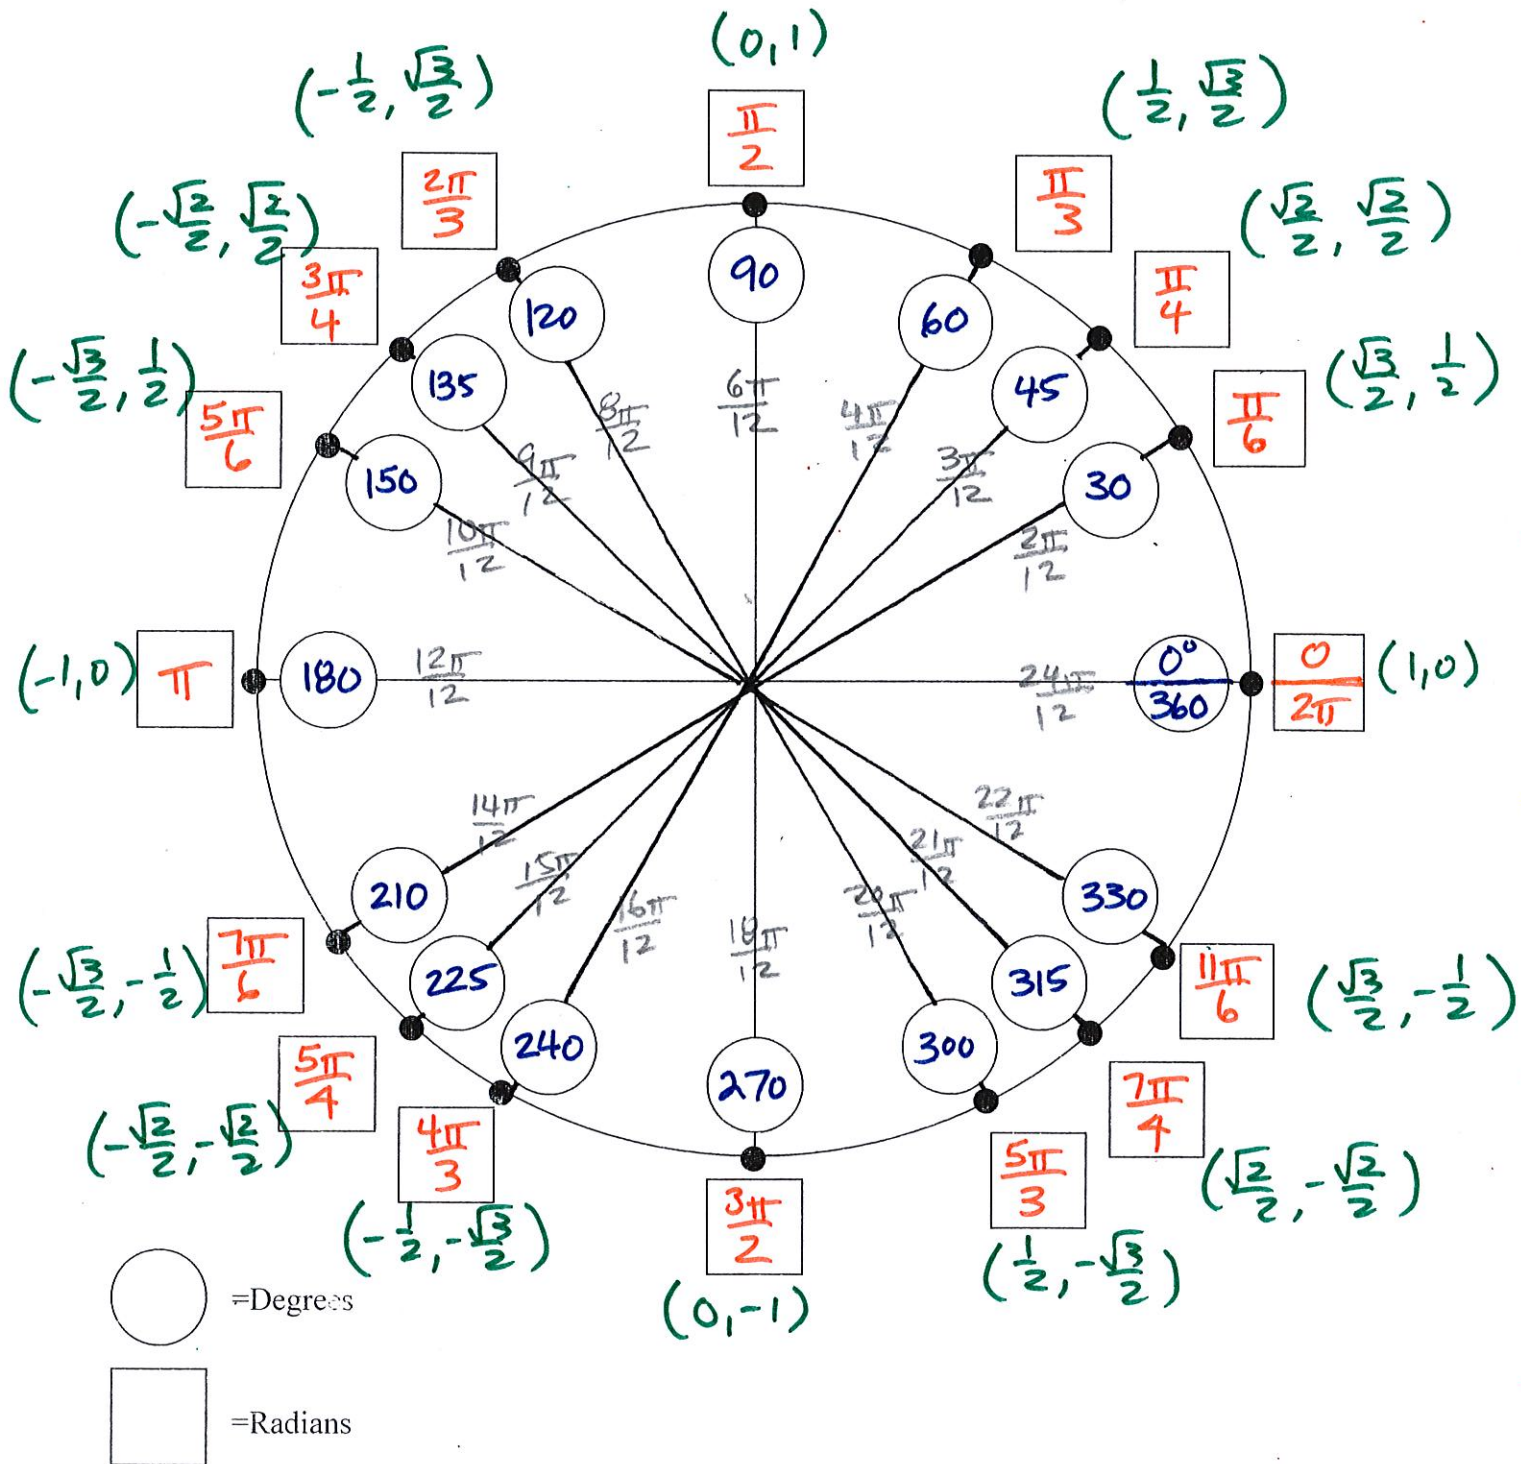 (0,1)
(-1/2, √3/2)
(1/2, √3/2)
π/2
2π/3
π/3
(-√2/2, √2/2)
(√2/2, √2/2)
3π/4
π/4
90
120
60
(-√3/2, 1/2)
(√3/2, 1/2)
135
45
5π/6
π/6
8π/12
6π/12
4π/12
150
9π/12
3π/12
30
10π/12
2π/12
(-1,0)
π
180
12π/12
24π/12
0°
360
0
2π
(1,0)
14π/12
22π/12
15π/12
21π/12
210
16π/12
18π/12
20π/12
330
(-√3/2, -1/2)
7π/6
225
315
11π/6
(√3/2, -1/2)
240
300
5π/4
270
7π/4
(-√2/2, -√2/2)
4π/3
5π/3
(√2/2, -√2/2)
(-1/2, -√3/2)
3π/2
(1/2, -√3/2)
=Degrees
(0,-1)
=Radians